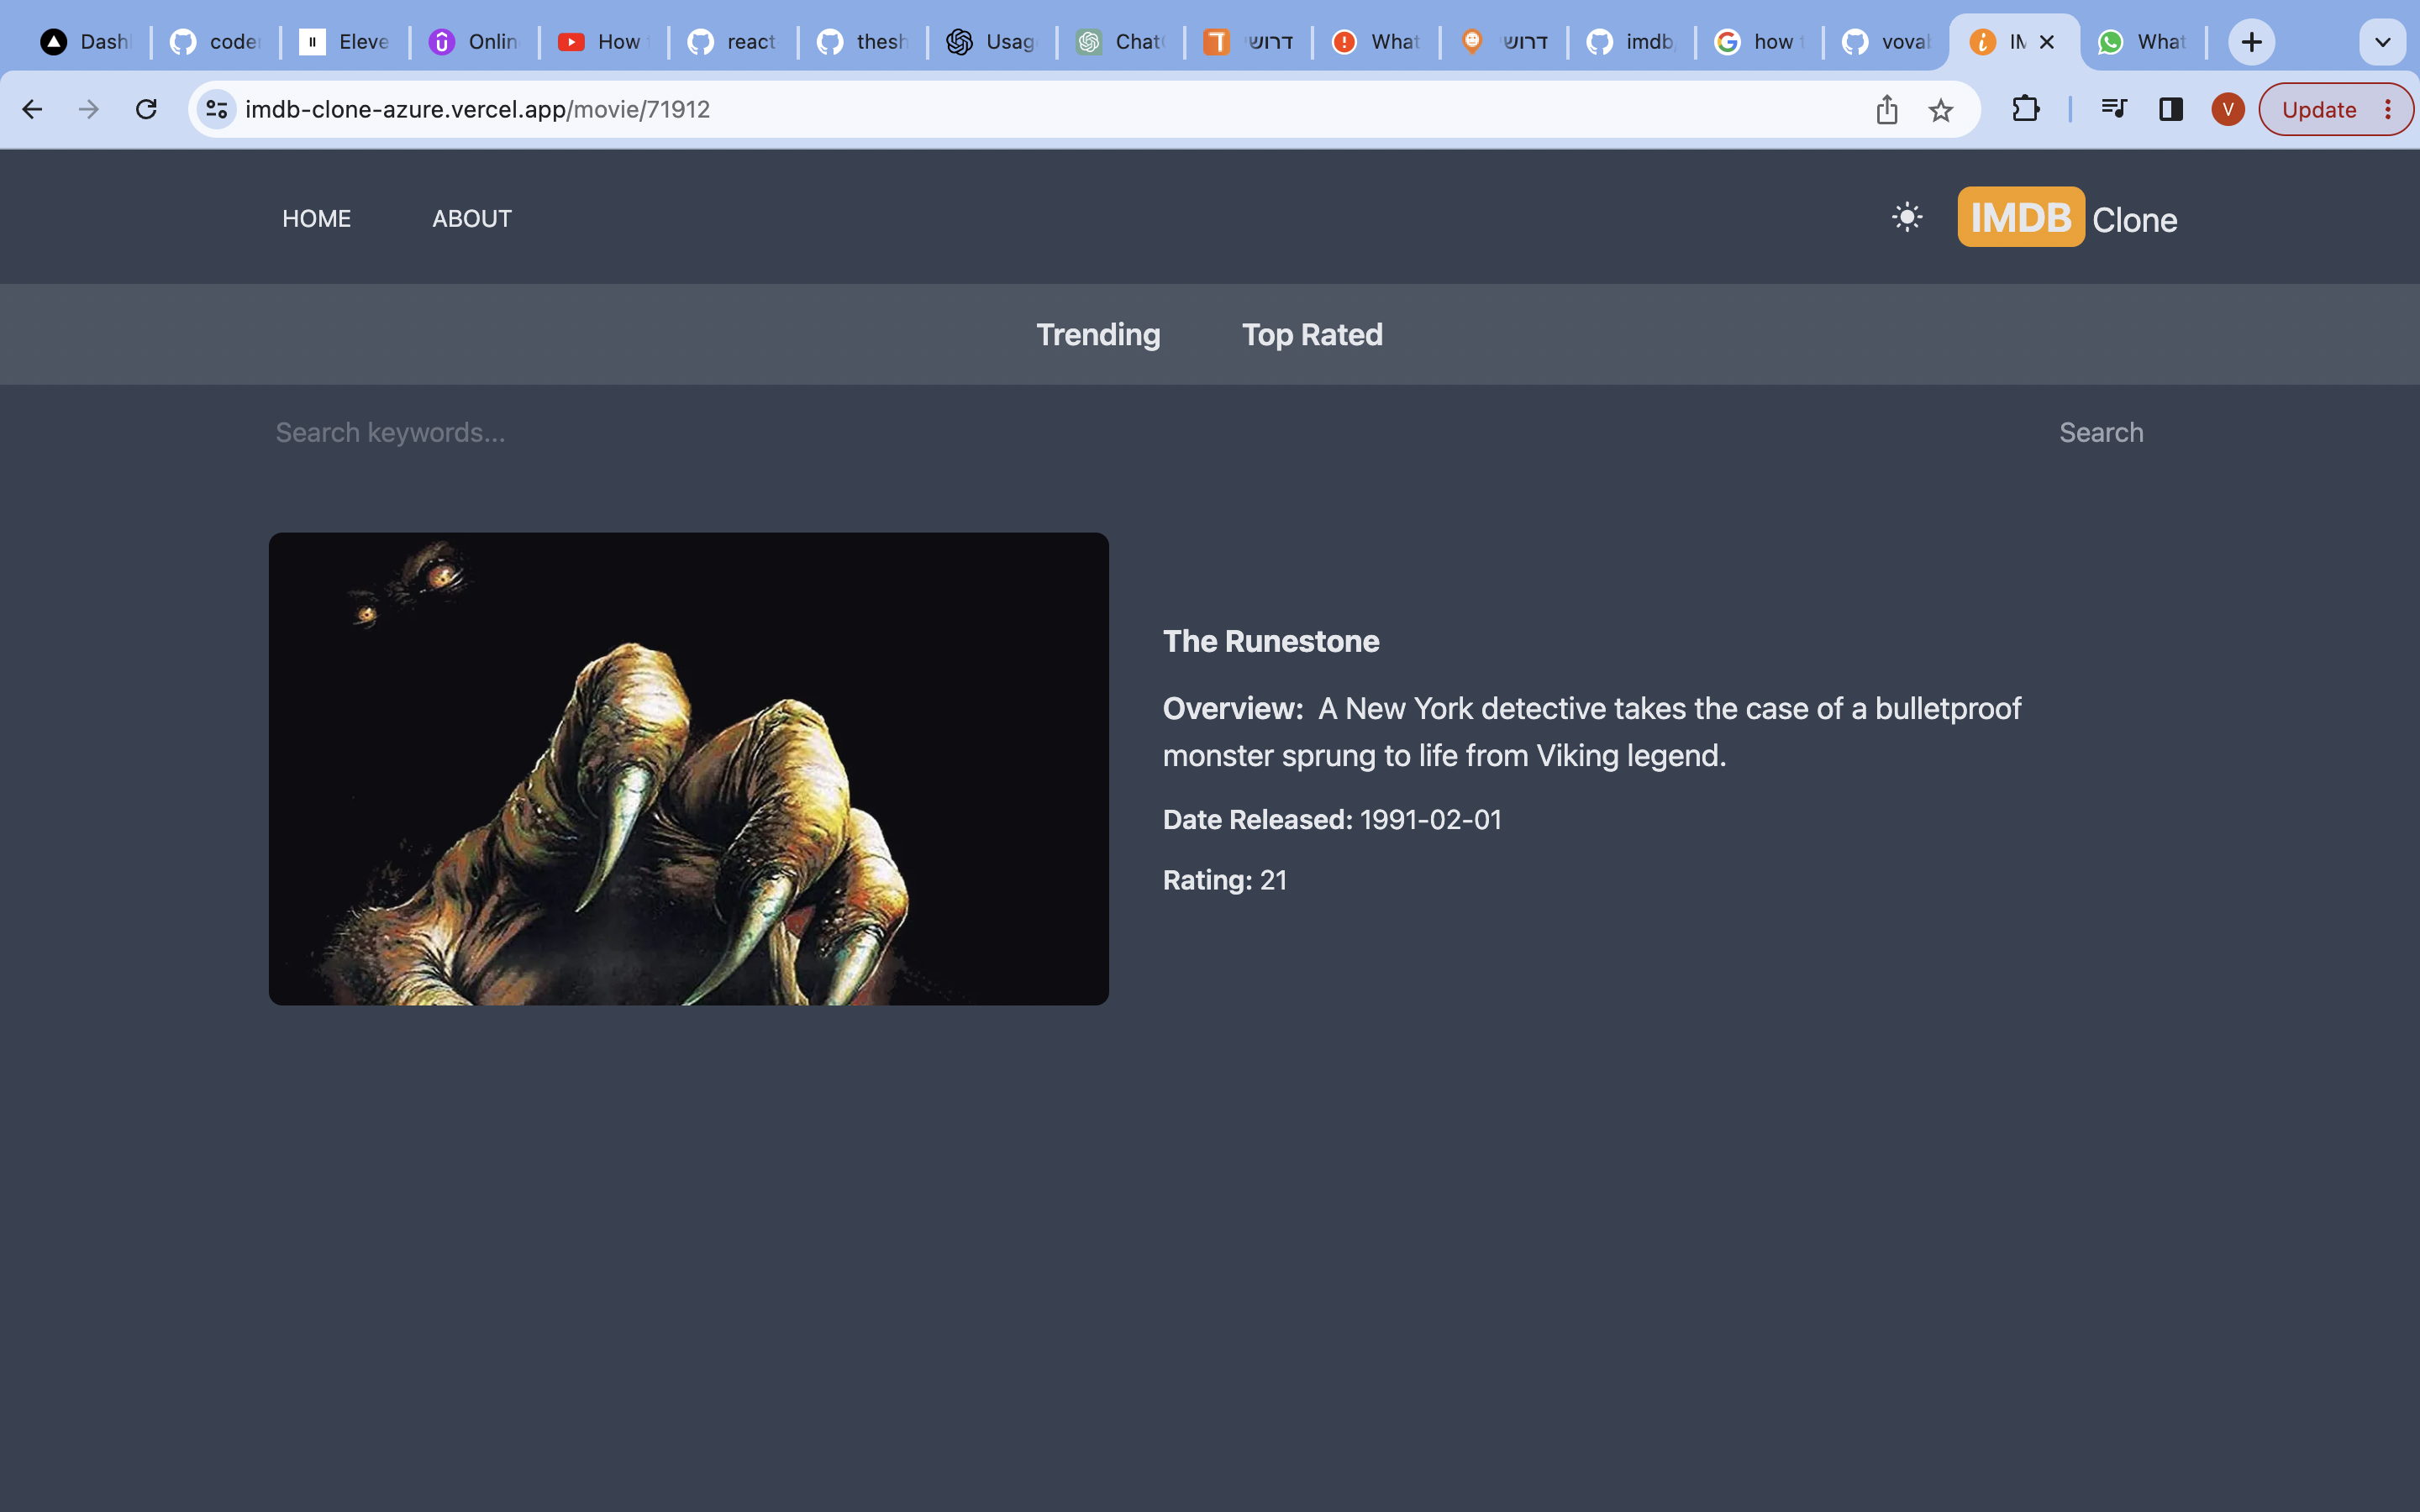 Dash
code
Eleve
Onlin
How
react
thesh
Usag
Chat
דרוש
What
דרוש
imdb
how
vova
IM
What
imdb-clone-azure.vercel.app/movie/71912
V
Update
HOME ABOUT
IMDB Clone
Trending Top Rated
Search keywords...
Search
The Runestone
Overview: A New York detective takes the case of a bulletproof
monster sprung to life from Viking legend.
Date Released: 1991-02-01
Rating: 21